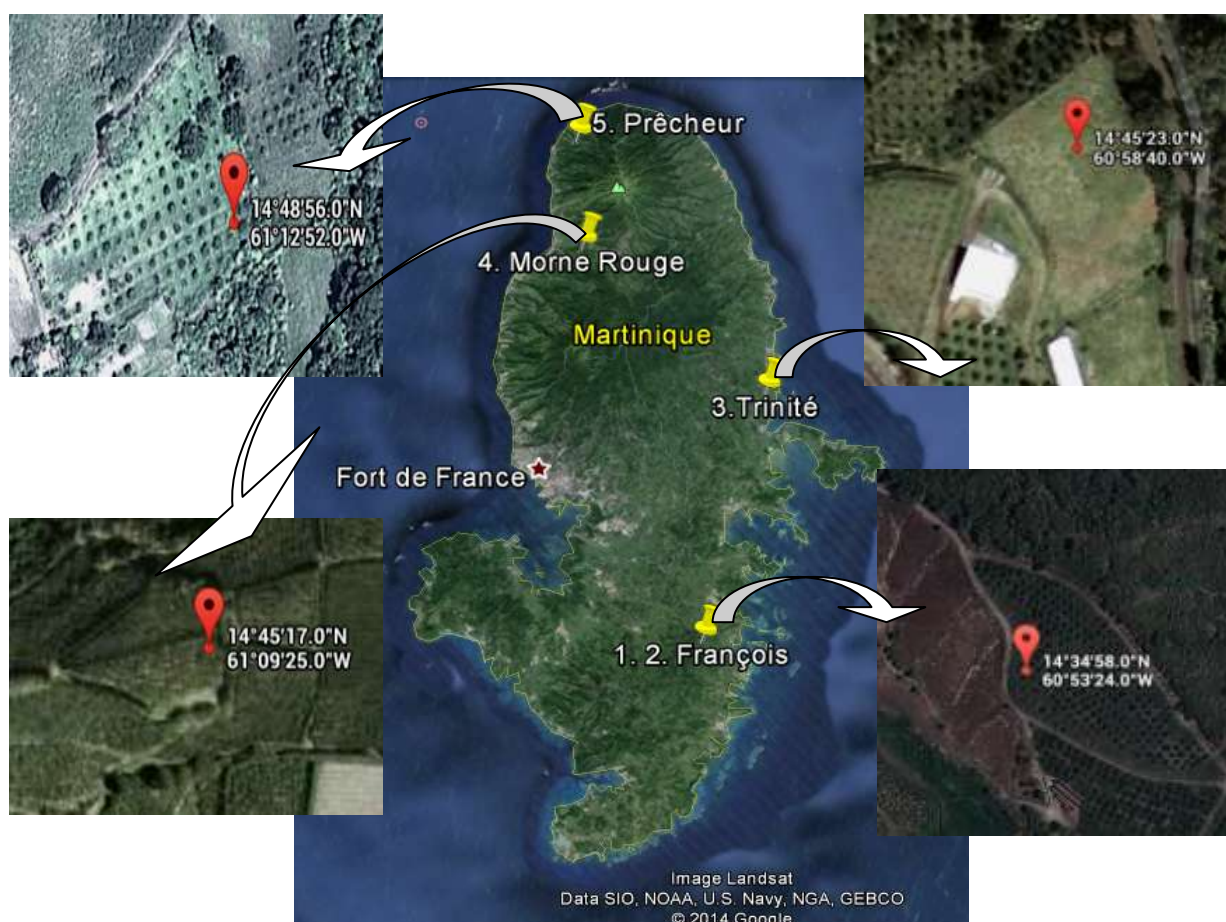 14°48'56.0"N
61°12'52.0"W
5. Prêcheur
14°45'23.0"N
60°58'40.0"W
4. Morne Rouge
Martinique
3.Trinité
Fort de France
14°45'17.0"N
61°09'25.0"W
1. 2. François
14°34'58.0"N
60°53'24.0"W
Image Landsat
Data SIO, NOAA, U.S. Navy, NGA, GEBCO
© 2014 Google